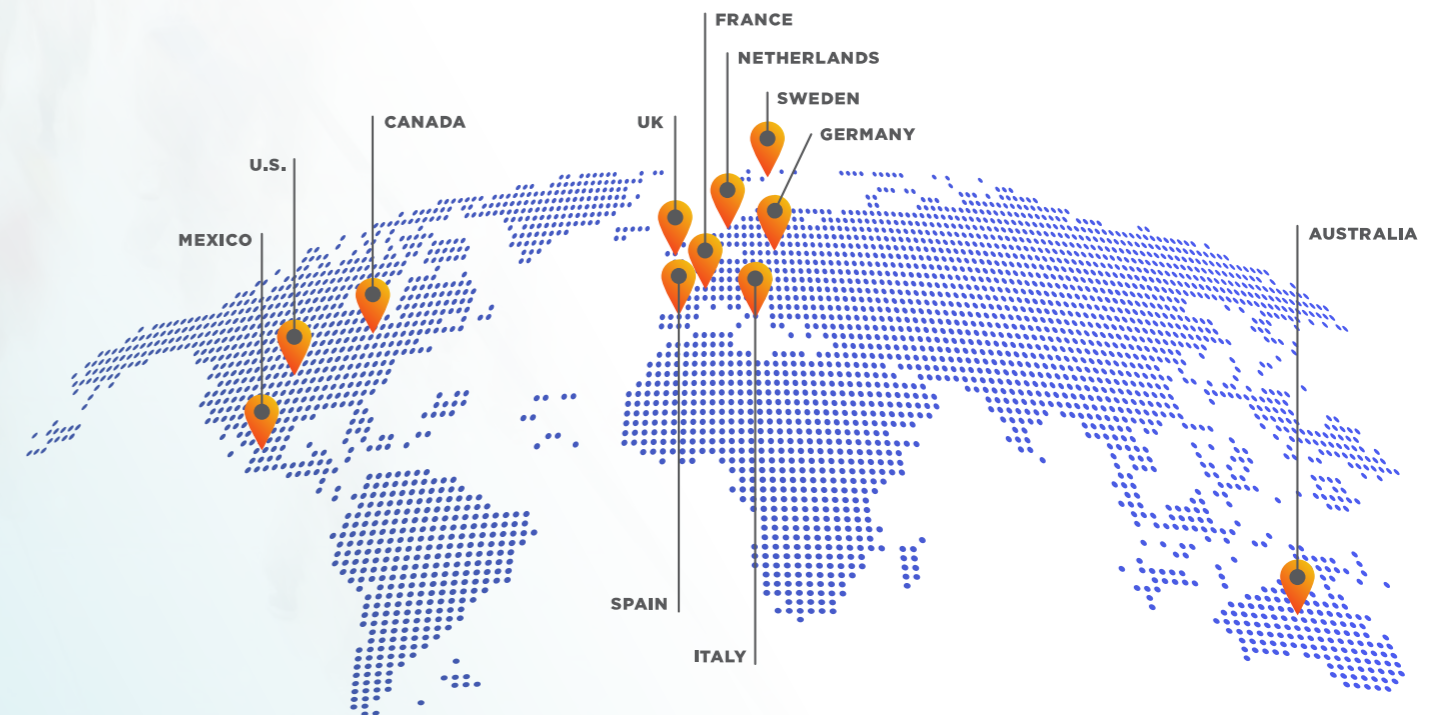 FRANCE
NETHERLANDS
SWEDEN
CANADA
UK
GERMANY
U.S.
MEXICO
AUSTRALIA
SPAIN
ITALY